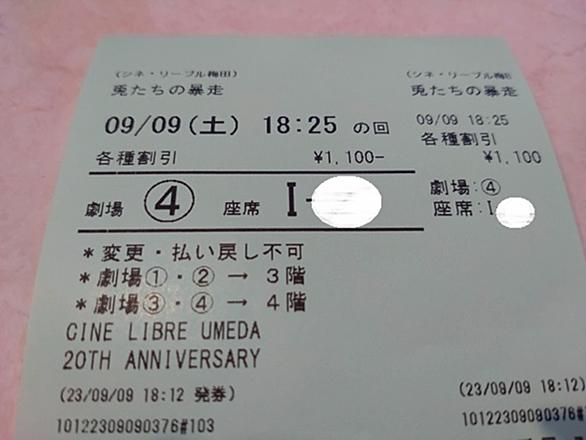 (シネ・リーブル梅田)
兎たちの暴走
09/09(土) 18:25 の回
各種割引 ¥1,100-
劇場 ④ 座席 I-
*変更・払い戻し不可
*劇場①・② → 3階
*劇場③・④ → 4階
CINE LIBRE UMEDA
20TH ANNIVERSARY
(23/09/09 18:12 発券)
10122309090376#103
(シネ・リーブル梅田
兎たちの暴走
09/09 18:25
各種割引
¥1,100
劇場:④
座席:I
(23/09/09 18:12)
10122309090376#